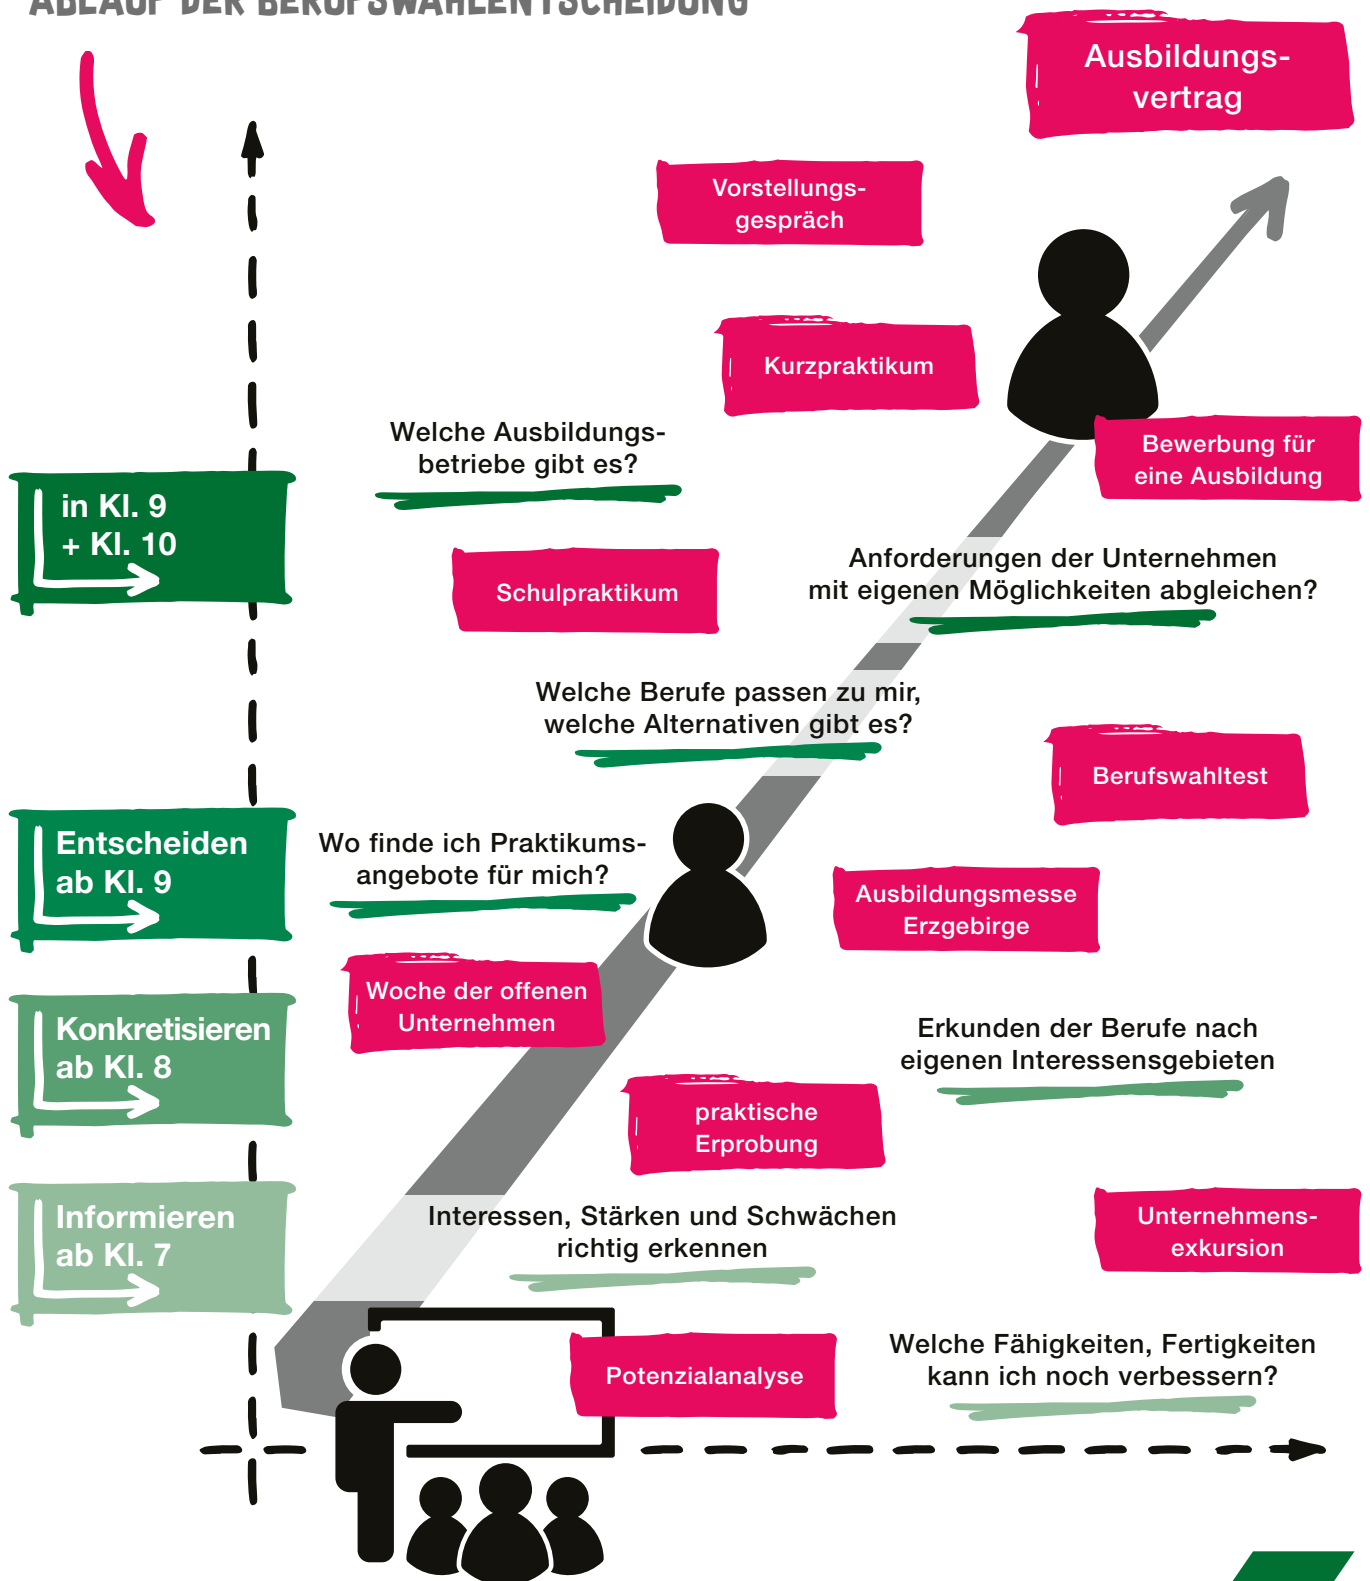 ABLAUF DER BERUFSWAHLENTSCHEIDUNG
Ausbildungs-
vertrag
Vorstellungs-
gespräch
Kurzpraktikum
Welche Ausbildungs-
betriebe gibt es?
Bewerbung für
eine Ausbildung
in Kl. 9
+ Kl. 10
Schulpraktikum
Anforderungen der Unternehmen
mit eigenen Möglichkeiten abgleichen?
Welche Berufe passen zu mir,
welche Alternativen gibt es?
Berufswahltest
Entscheiden
ab Kl. 9
Wo finde ich Praktikums-
angebote für mich?
Ausbildungsmesse
Erzgebirge
Woche der offenen
Unternehmen
Konkretisieren
ab Kl. 8
Erkunden der Berufe nach
eigenen Interessensgebieten
praktische
Erprobung
Informieren
ab Kl. 7
Interessen, Stärken und Schwächen
richtig erkennen
Unternehmens-
exkursion
Potenzialanalyse
Welche Fähigkeiten, Fertigkeiten
kann ich noch verbessern?